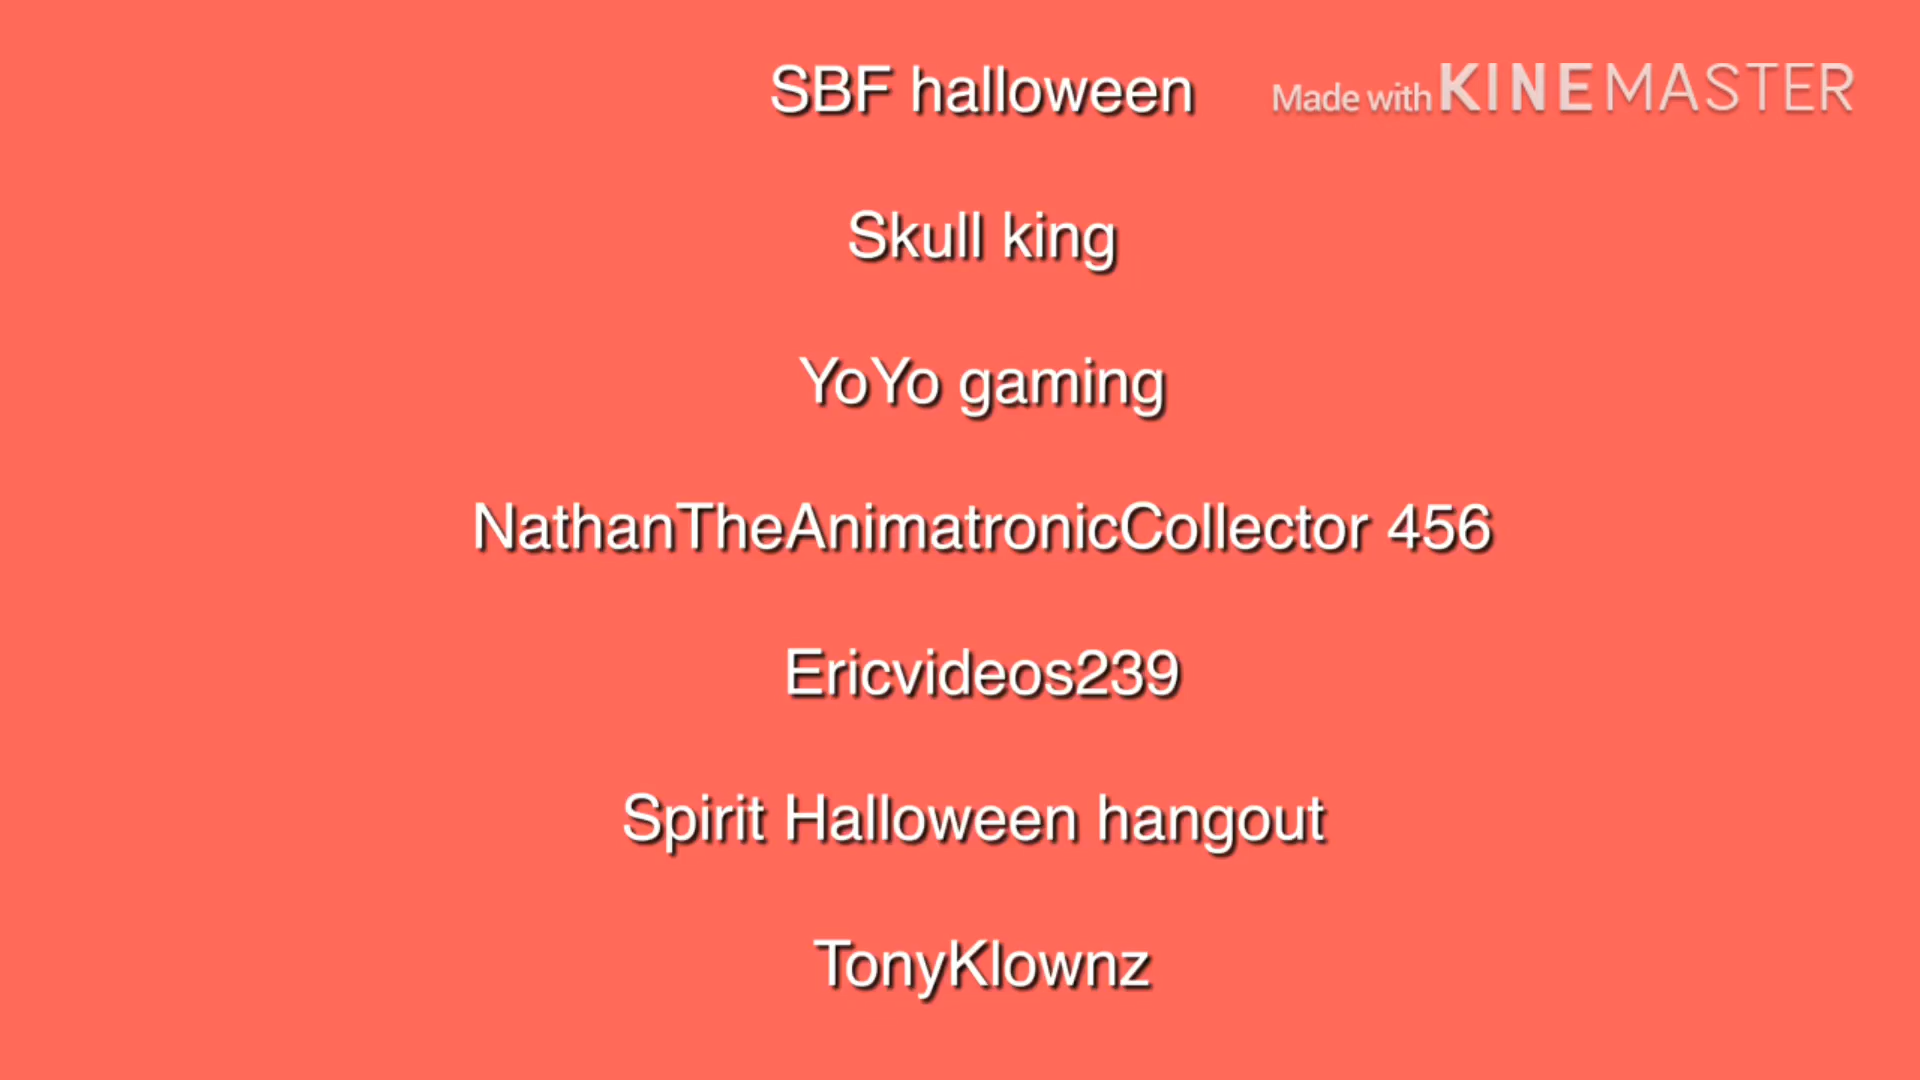 SBF halloween
Made with KINEMASTER
Skull king
YoYo gaming
NathanTheAnimatronicCollector 456
Ericvideos239
Spirit Halloween hangout
TonyKlownz